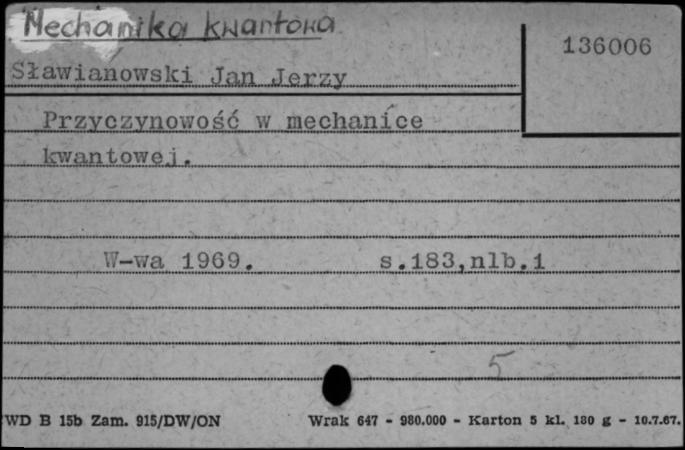 Mechanika kwantowa
136006
Sławianowski Jan Jerzy
Przyczynowość w mechanice
kwantowej.
W-wa 1969. s.183,nlb.1
5
WD B 15b Zam. 915/DW/ON Wrak 647 - 980.000 - Karton 5 kl. 180 g - 10.7.67.